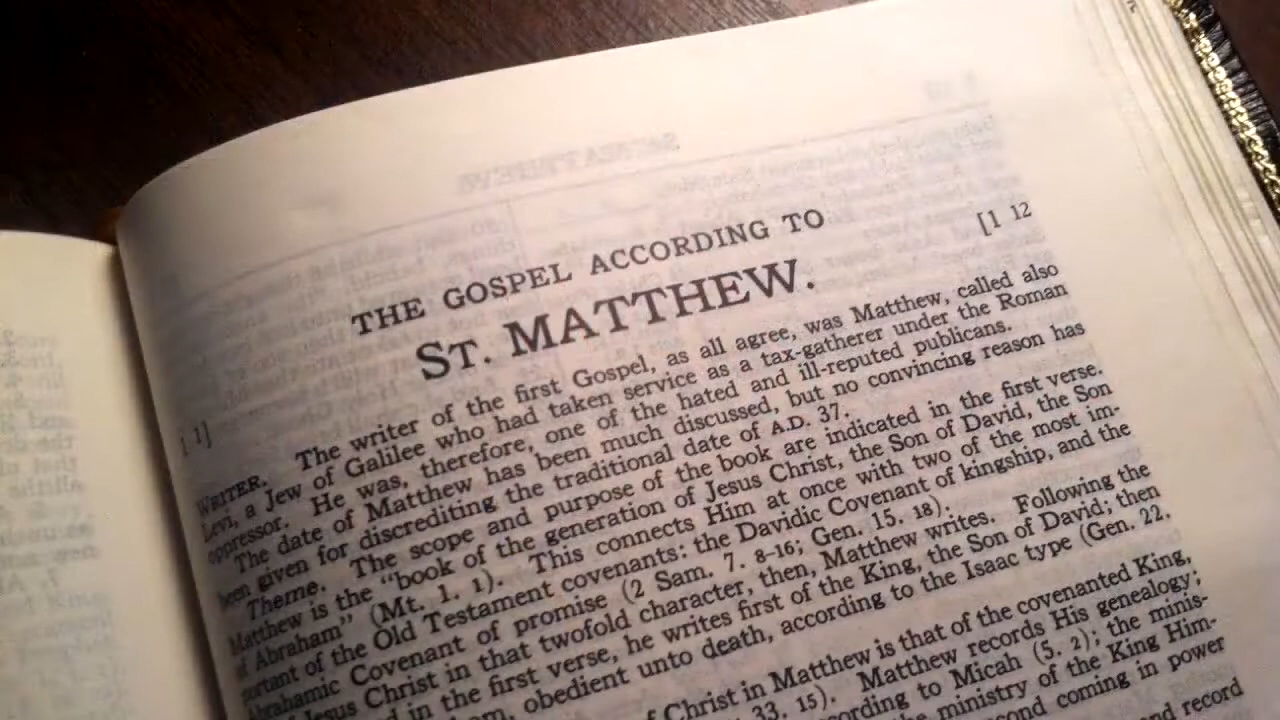 THE GOSPEL ACCORDING TO
[1 12
ST. MATTHEW.
1]
WRITER. The writer of the first Gospel, as all agree, was Matthew, called also
Levi, a Jew of Galilee who had taken service as a tax-gatherer under the Roman
oppressor. He was, therefore, one of the hated and ill-reputed publicans.
The date of Matthew has been much discussed, but no convincing reason has
been given for discrediting the traditional date of A.D. 37.
Theme. The scope and purpose of the book are indicated in the first verse.
Matthew is the "book of the generation of Jesus Christ, the Son of David, the Son
of Abraham" (Mt. 1. 1). This connects Him at once with two of the most im-
portant of the Old Testament covenants: the Davidic Covenant of kingship, and the
Abrahamic Covenant of promise (2 Sam. 7. 8-16; Gen. 15. 18).
Jesus Christ in that twofold character, then, Matthew writes. Following the
in the first verse, he writes first of the King, the Son of David; then
obedient unto death, according to the Isaac type (Gen. 22.
of Christ in Matthew is that of the covenanted King,
33. 15). Matthew records His genealogy;
according to Micah (5. 2); the minis-
the ministry of the King Him-
second coming in power
and record